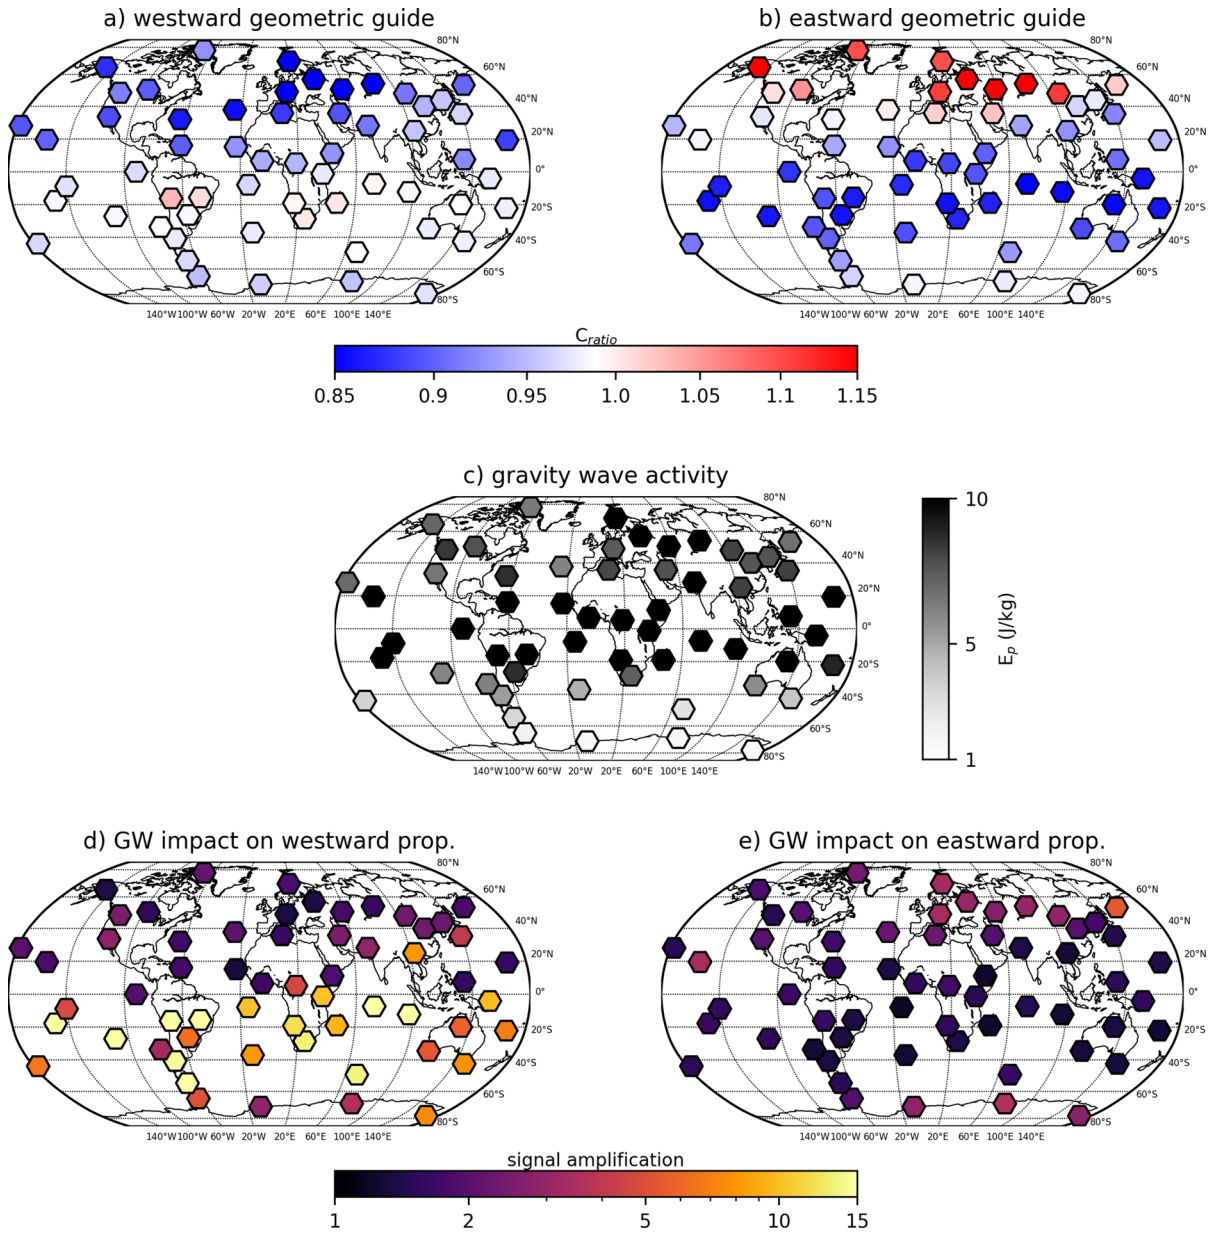 a) westward geometric guide
b) eastward geometric guide
80°N
60°N
40°N
20°N
0°
20°S
40°S
60°S
80°S
140°W 100°W 60°W 20°W 20°E 60°E 100°E 140°E
80°N
60°N
40°N
20°N
0°
20°S
40°S
60°S
80°S
140°W 100°W 60°W 20°W 20°E 60°E 100°E 140°E
C_ratio
0.85 0.9 0.95 1.0 1.05 1.1 1.15
c) gravity wave activity
80°N
60°N
40°N
20°N
0°
20°S
40°S
60°S
80°S
140°W 100°W 60°W 20°W 20°E 60°E 100°E 140°E
10
5
1
E_p (J/kg)
d) GW impact on westward prop.
e) GW impact on eastward prop.
80°N
60°N
40°N
20°N
0°
20°S
40°S
60°S
80°S
140°W 100°W 60°W 20°W 20°E 60°E 100°E 140°E
80°N
60°N
40°N
20°N
0°
20°S
40°S
60°S
80°S
140°W 100°W 60°W 20°W 20°E 60°E 100°E 140°E
signal amplification
1 2 5 10 15